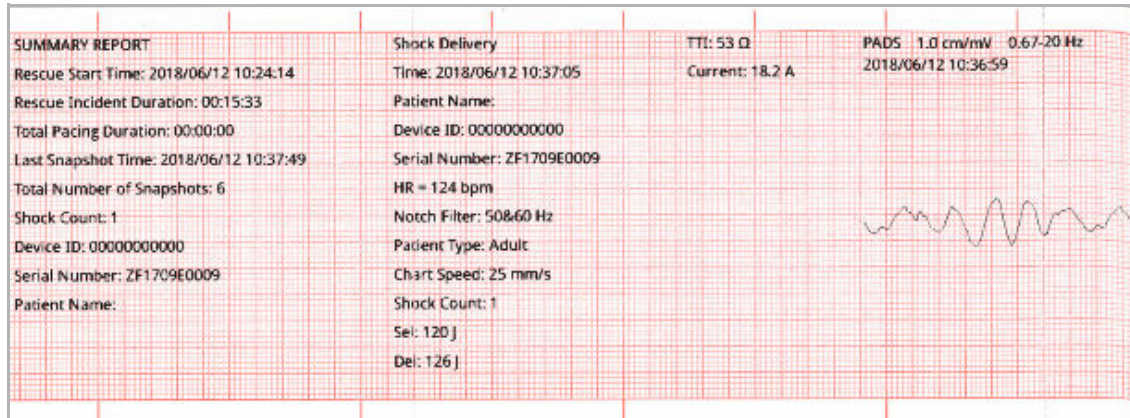 SUMMARY REPORT
Rescue Start Time: 2018/06/12 10:24:14
Rescue Incident Duration: 00:15:33
Total Pacing Duration: 00:00:00
Last Snapshot Time: 2018/06/12 10:37:49
Total Number of Snapshots: 6
Shock Count: 1
Device ID: 00000000000
Serial Number: ZF1709E0009
Patient Name:
Shock Delivery
Time: 2018/06/12 10:37:05
Patient Name:
Device ID: 00000000000
Serial Number: ZF1709E0009
HR = 124 bpm
Notch Filter: 50&60 Hz
Patient Type: Adult
Chart Speed: 25 mm/s
Shock Count: 1
Sel: 120 J
Del: 126 J
TTI: 53 Ω
Current: 18.2 A
PADS 1.0 cm/mV 0.67-20 Hz
2018/06/12 10:36:59